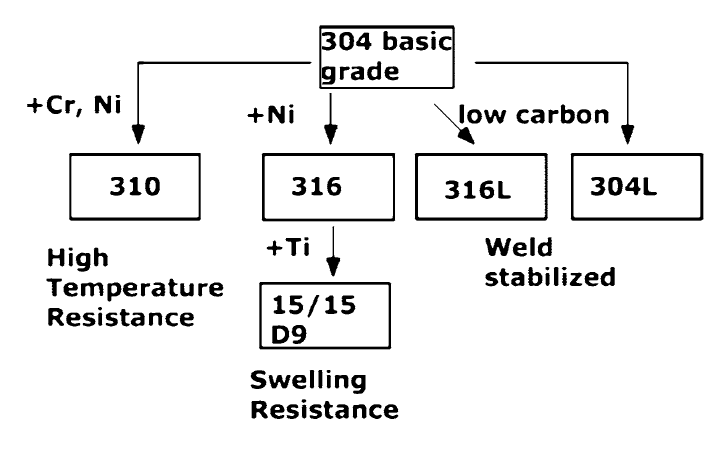 304 basic
grade
+Cr, Ni
+Ni
low carbon
310
316
316L
304L
High
Temperature
Resistance
+Ti
Weld
stabilized
15/15
D9
Swelling
Resistance